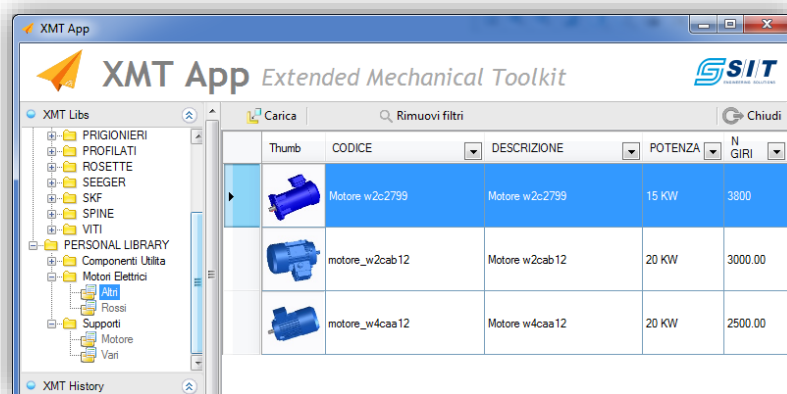 XMT App
XMT App Extended Mechanical Toolkit
SIT
XMT Libs
Carica
Rimuovi filtri
Chiudi
PRIGIONIERI
PROFILATI
ROSETTE
SEEGER
SKF
SPINE
VITI
PERSONAL LIBRARY
Componenti Utilita
Motori Elettrici
Altri
Rossi
Supporti
Motore
Vari
XMT History
Thumb CODICE DESCRIZIONE POTENZA N GIRI
Motore w2c2799 Motore w2c2799 15 KW 3800
motore_w2cab12 Motore w2cab12 20 KW 3000.00
motore_w4caa12 Motore w4caa12 20 KW 2500.00